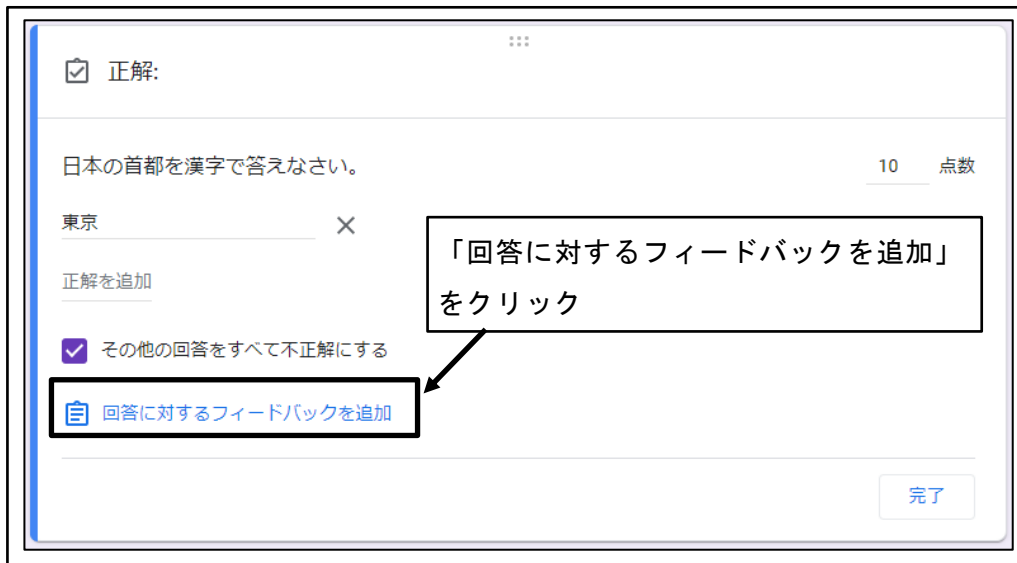 正解:
日本の首都を漢字で答えなさい。 10 点数
東京
正解を追加
「回答に対するフィードバックを追加」
をクリック
その他の回答をすべて不正解にする
回答に対するフィードバックを追加
完了